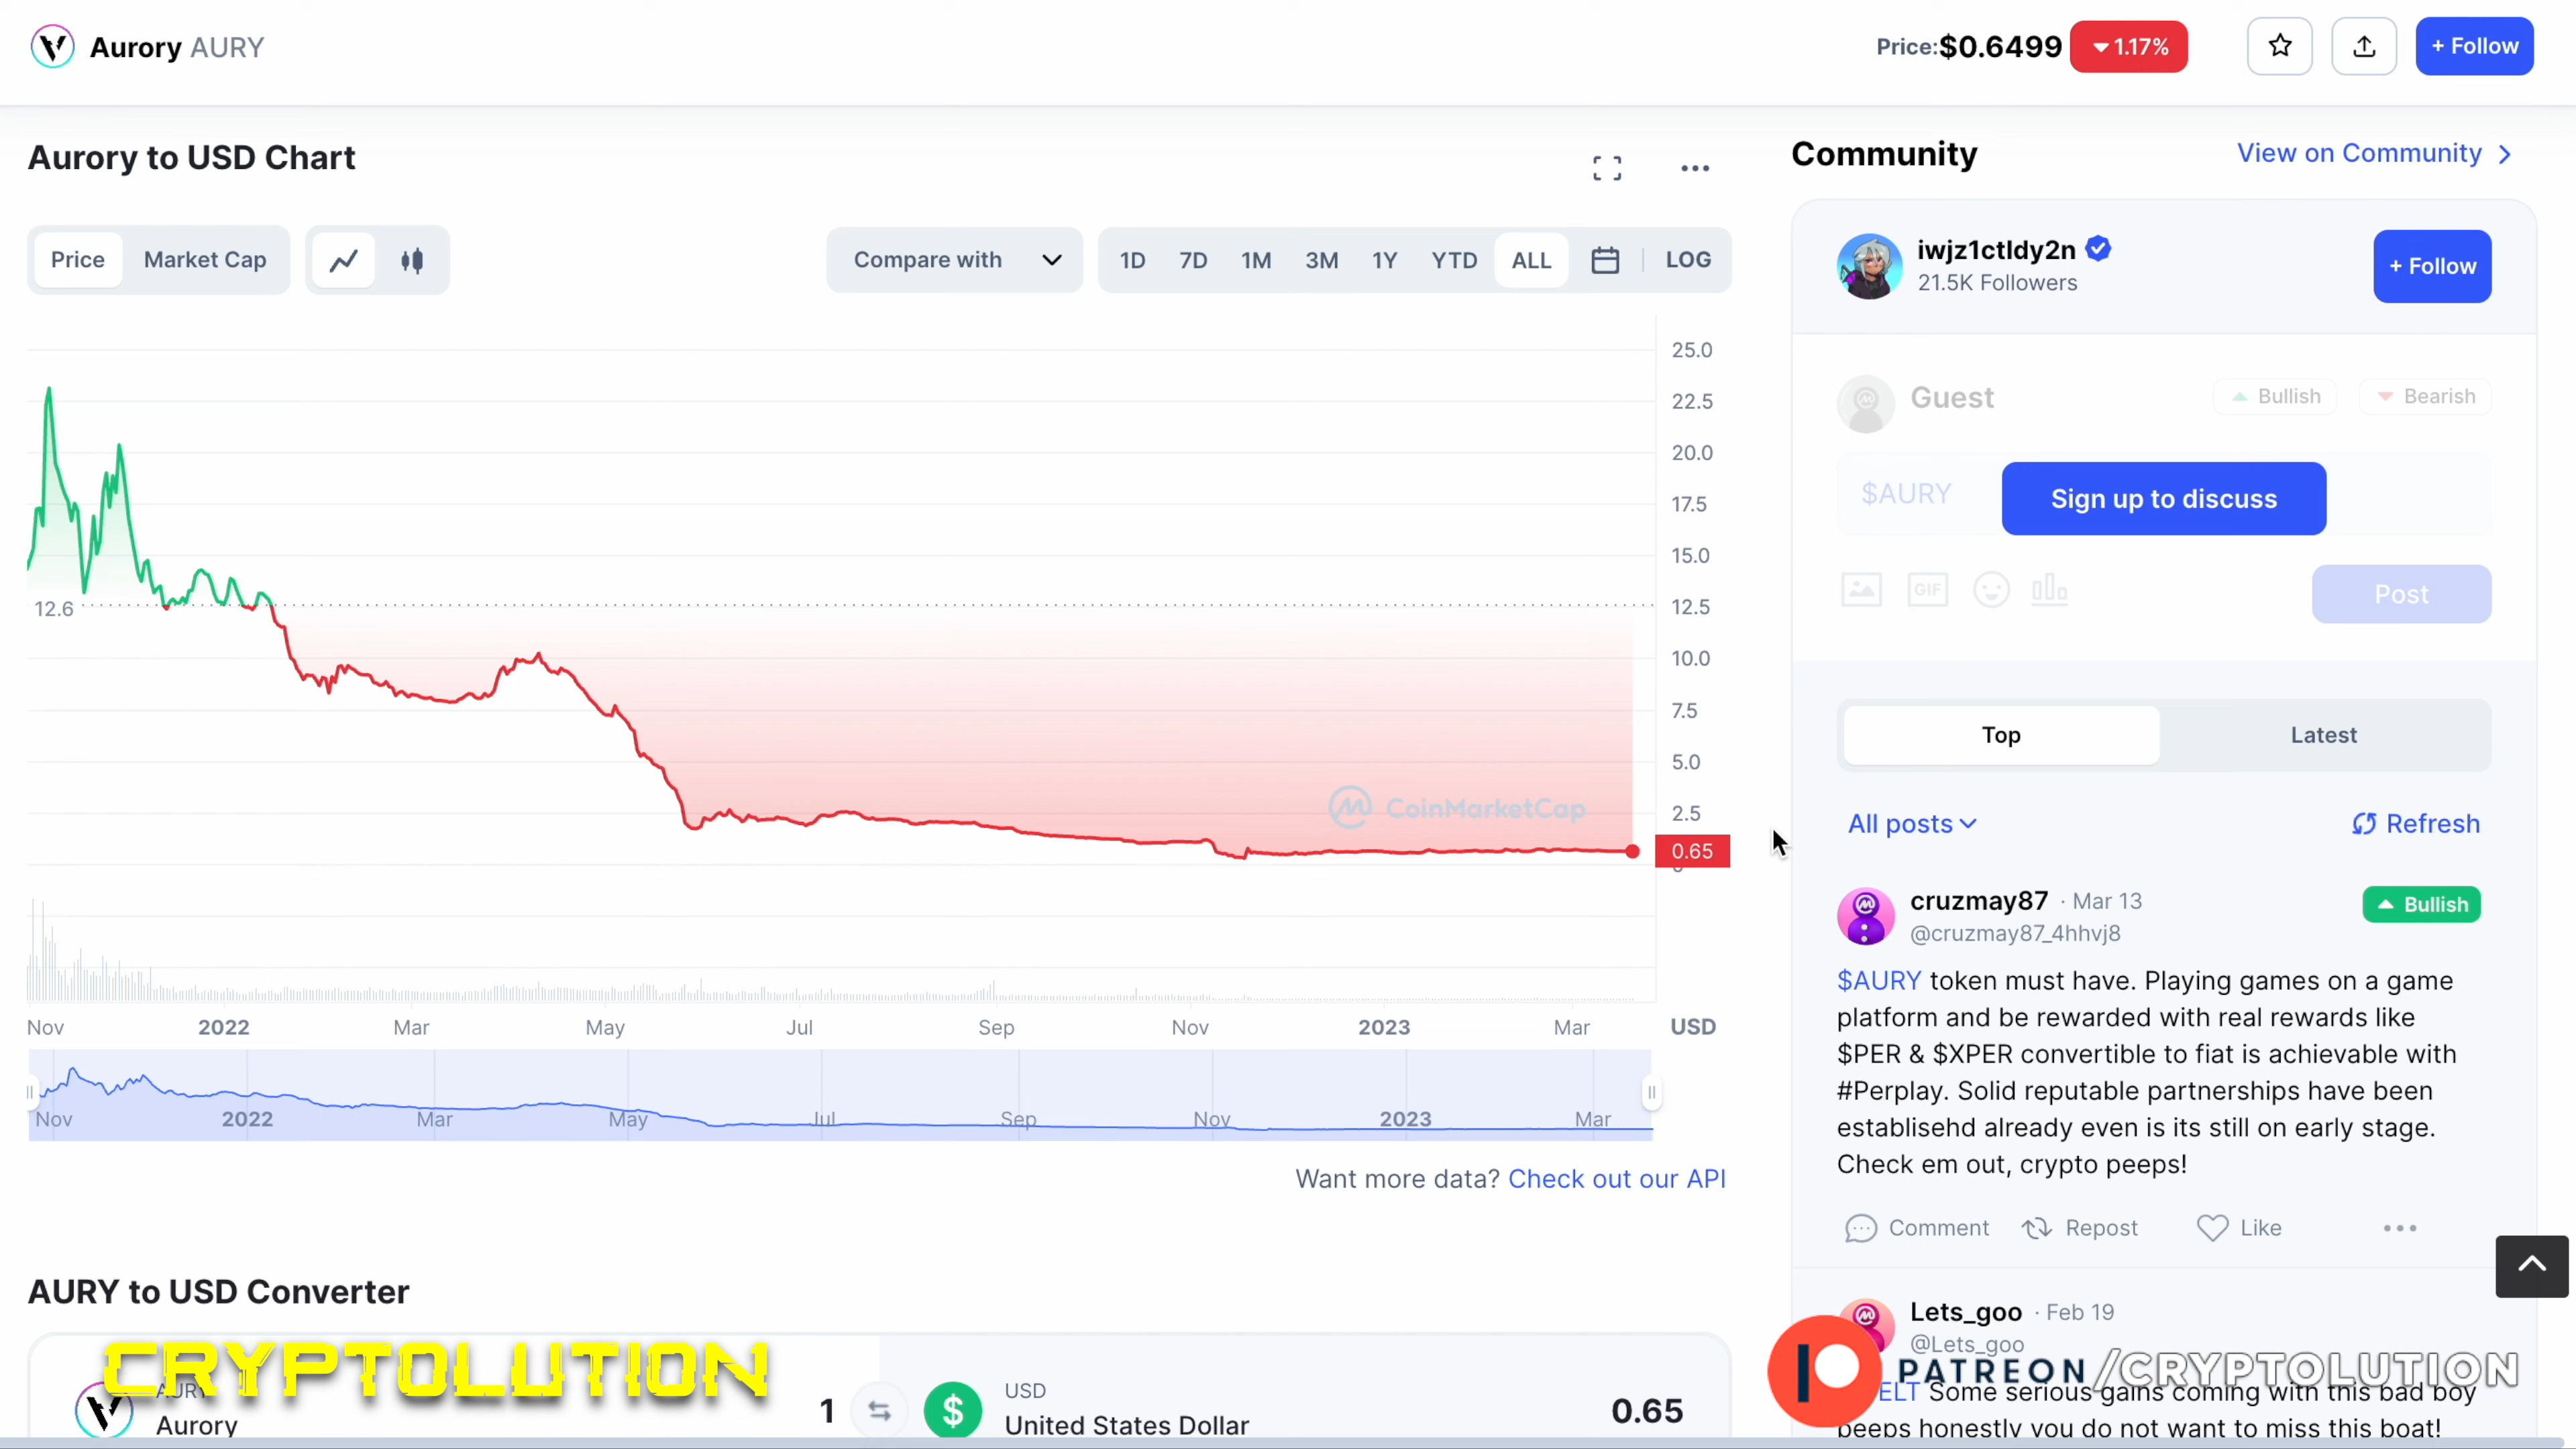 Aurory AURY
Price:$0.6499 1.17%
+ Follow
Aurory to USD Chart
Price Market Cap
Compare with
1D 7D 1M 3M 1Y YTD ALL LOG
25.0
22.5
20.0
17.5
15.0
12.6
12.5
10.0
7.5
5.0
2.5
CoinMarketCap
0.65
Nov 2022 Mar May Jul Sep Nov 2023 Mar USD
Nov 2022 Mar May Jul Sep Nov 2023 Mar
Want more data? Check out our API
AURY to USD Converter
CRYPTOLUTION
AURY
Aurory
1
USD
United States Dollar
0.65
Community
View on Community
iwjz1ctldy2n
21.5K Followers
+ Follow
Guest
Bullish
Bearish
$AURY
Sign up to discuss
GIF
Post
Top
Latest
All posts
Refresh
cruzmay87 · Mar 13
@cruzmay87_4hhvj8
Bullish
$AURY token must have. Playing games on a game
platform and be rewarded with real rewards like
$PER & $XPER convertible to fiat is achievable with
#Perplay. Solid reputable partnerships have been
establisehd already even is its still on early stage.
Check em out, crypto peeps!
Comment Repost Like
Lets_goo · Feb 19
@Lets_goo
PATREON/CRYPTOLUTION
ELT Some serious gains coming with this bad boy
peeps honestly you do not want to miss this boat!